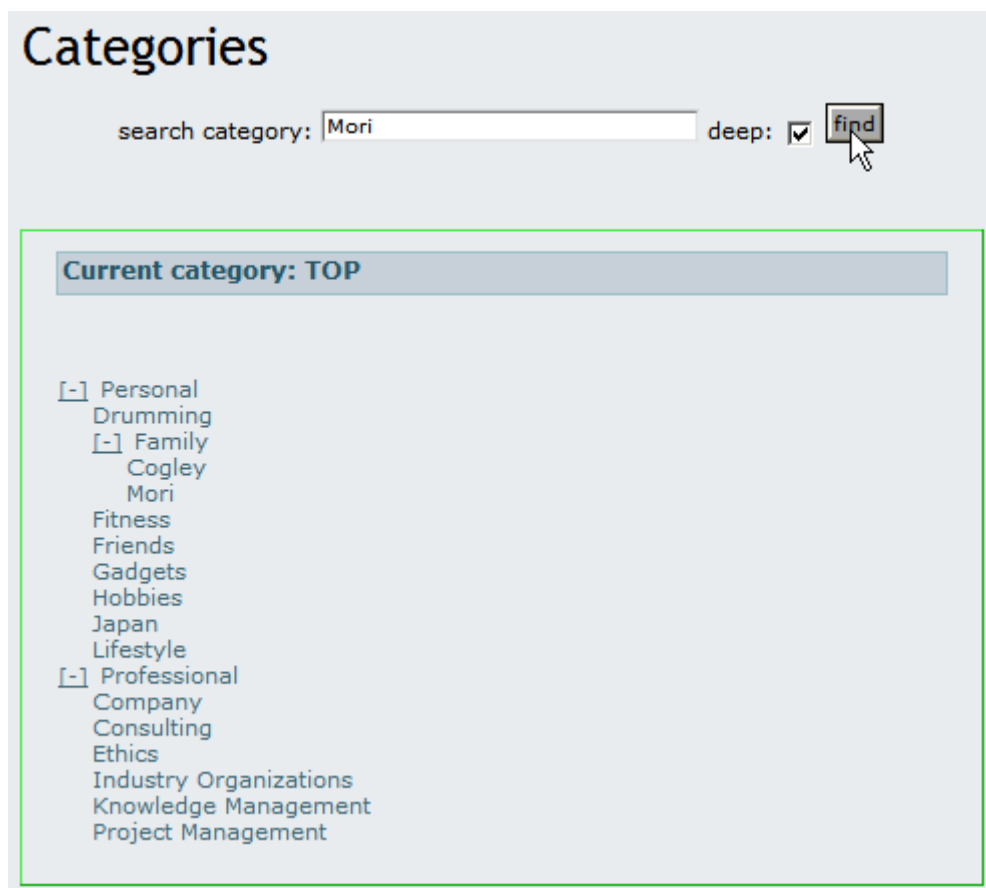 Categories
search category: Mori deep: find
Current category: TOP
[-] Personal
Drumming
[-] Family
Cogley
Mori
Fitness
Friends
Gadgets
Hobbies
Japan
Lifestyle
[-] Professional
Company
Consulting
Ethics
Industry Organizations
Knowledge Management
Project Management